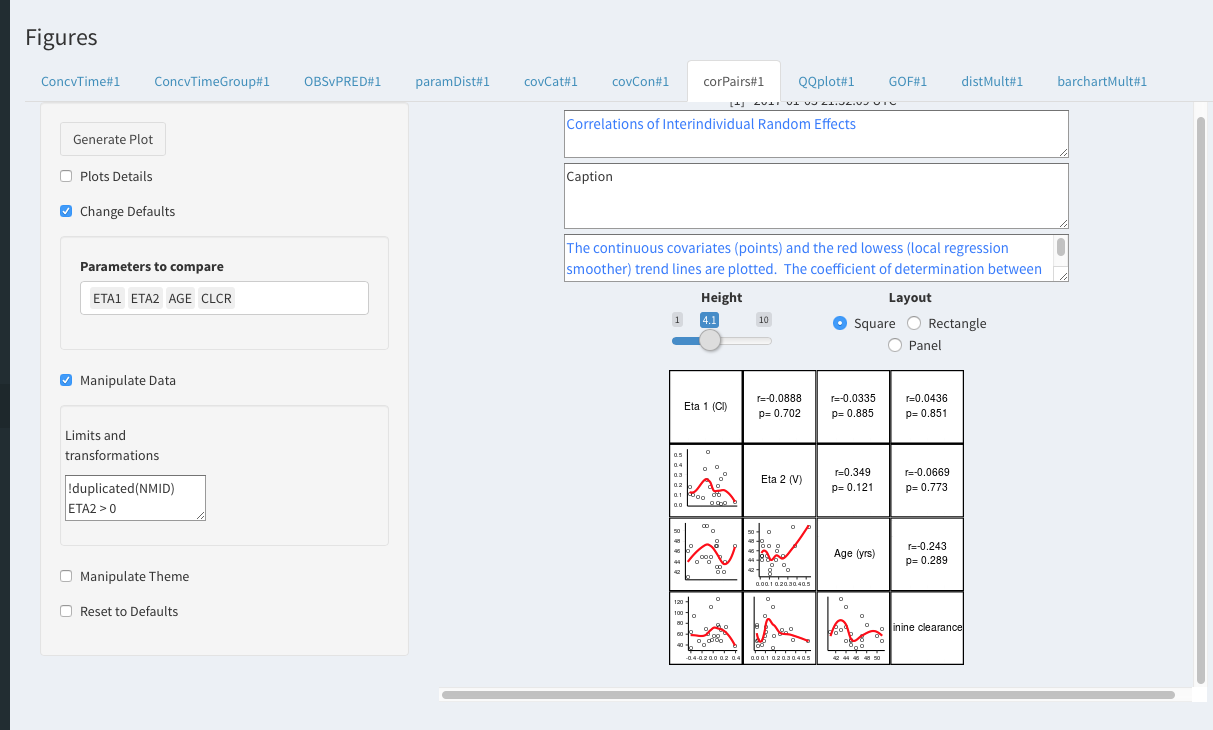 Figures
ConcvTime#1 ConcvTimeGroup#1 OBSvPRED#1 paramDist#1 covCat#1 covCon#1 corPairs#1 QQplot#1 GOF#1 distMult#1 barchartMult#1
Generate Plot
Plots Details
Change Defaults
Parameters to compare
ETA1 ETA2 AGE CLCR
Manipulate Data
Limits and
transformations
!duplicated(NMID)
ETA2 > 0
Manipulate Theme
Reset to Defaults
Correlations of Interindividual Random Effects
Caption
The continuous covariates (points) and the red lowess (local regression
smoother) trend lines are plotted. The coefficient of determination between
Height Layout
1 4.1 10
Square Rectangle
Panel
Eta 1 (Cl)
r=-0.0888
p= 0.702
r=-0.0335
p= 0.885
r=0.0436
p= 0.851
0.5
0.4
0.3
0.2
0.1
0.0
Eta 2 (V)
r=0.349
p= 0.121
r=-0.0669
p= 0.773
50
48
46
44
42
50
48
46
44
42
0.0 0.1 0.2 0.3 0.4 0.5
Age (yrs)
r=-0.243
p= 0.289
120
100
80
60
40
-0.4 -0.2 0.0 0.2 0.4
0.0 0.1 0.2 0.3 0.4 0.5
42 44 46 48 50
inine clearance